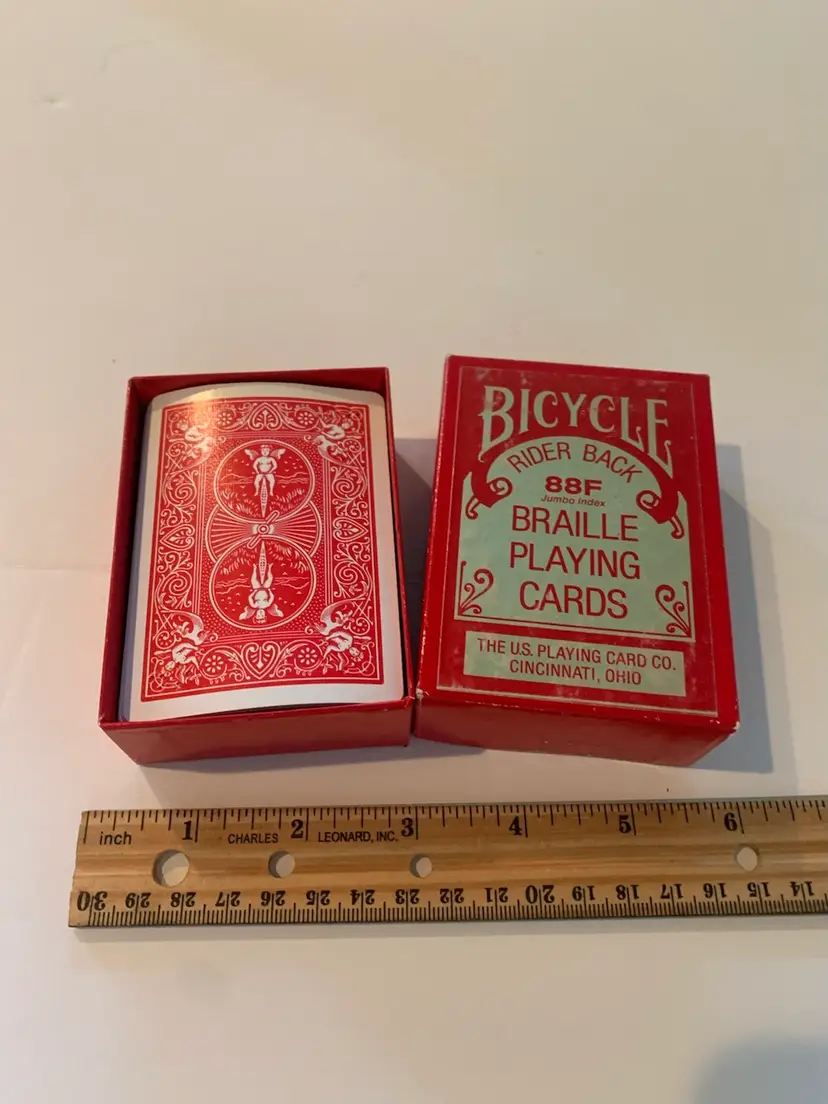 BICYCLE
RIDER BACK
88F
Jumbo Index
BRAILLE
PLAYING
CARDS
THE U.S. PLAYING CARD CO.
CINCINNATI, OHIO
inch 1 CHARLES 2 LEONARD, INC. 3 4 5 6
30 29 28 27 26 25 24 23 22 21 20 19 18 17 16 15 14